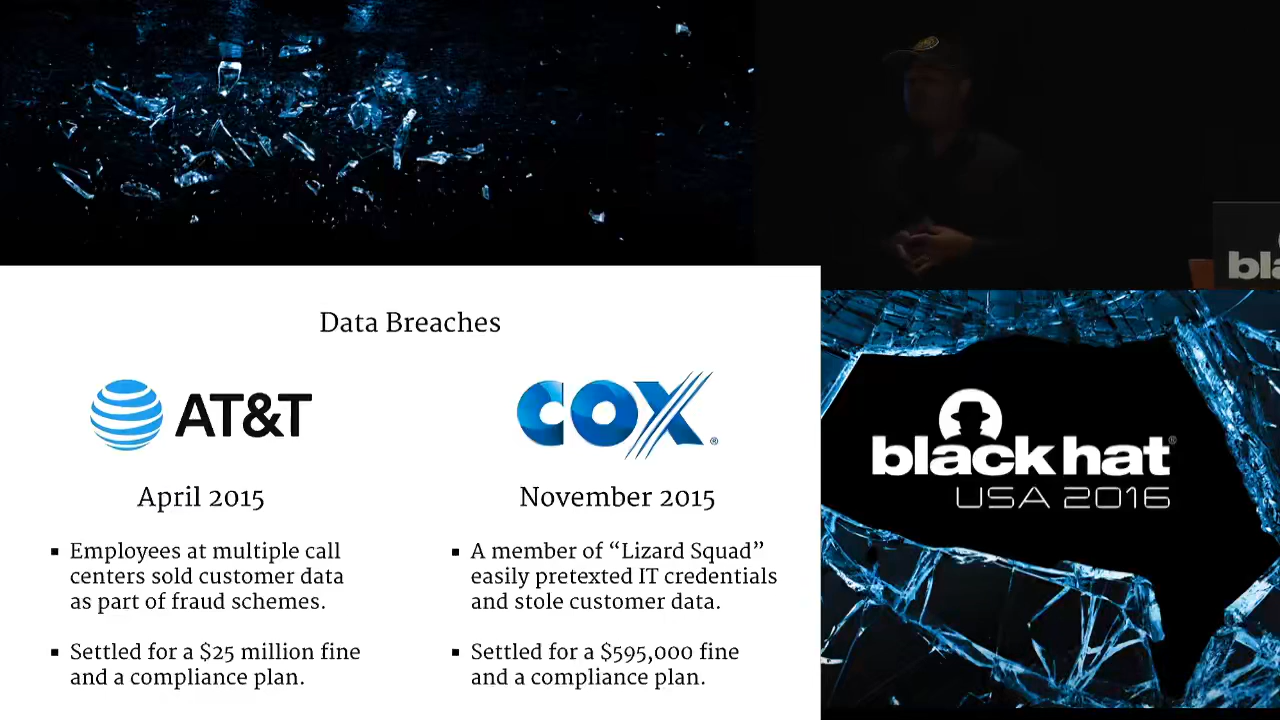 Data Breaches
AT&T
COX®
April 2015
November 2015
▪ Employees at multiple call
centers sold customer data
as part of fraud schemes.
▪ Settled for a $25 million fine
and a compliance plan.
▪ A member of “Lizard Squad”
easily pretexted IT credentials
and stole customer data.
▪ Settled for a $595,000 fine
and a compliance plan.
bla
black hat®
USA 2016